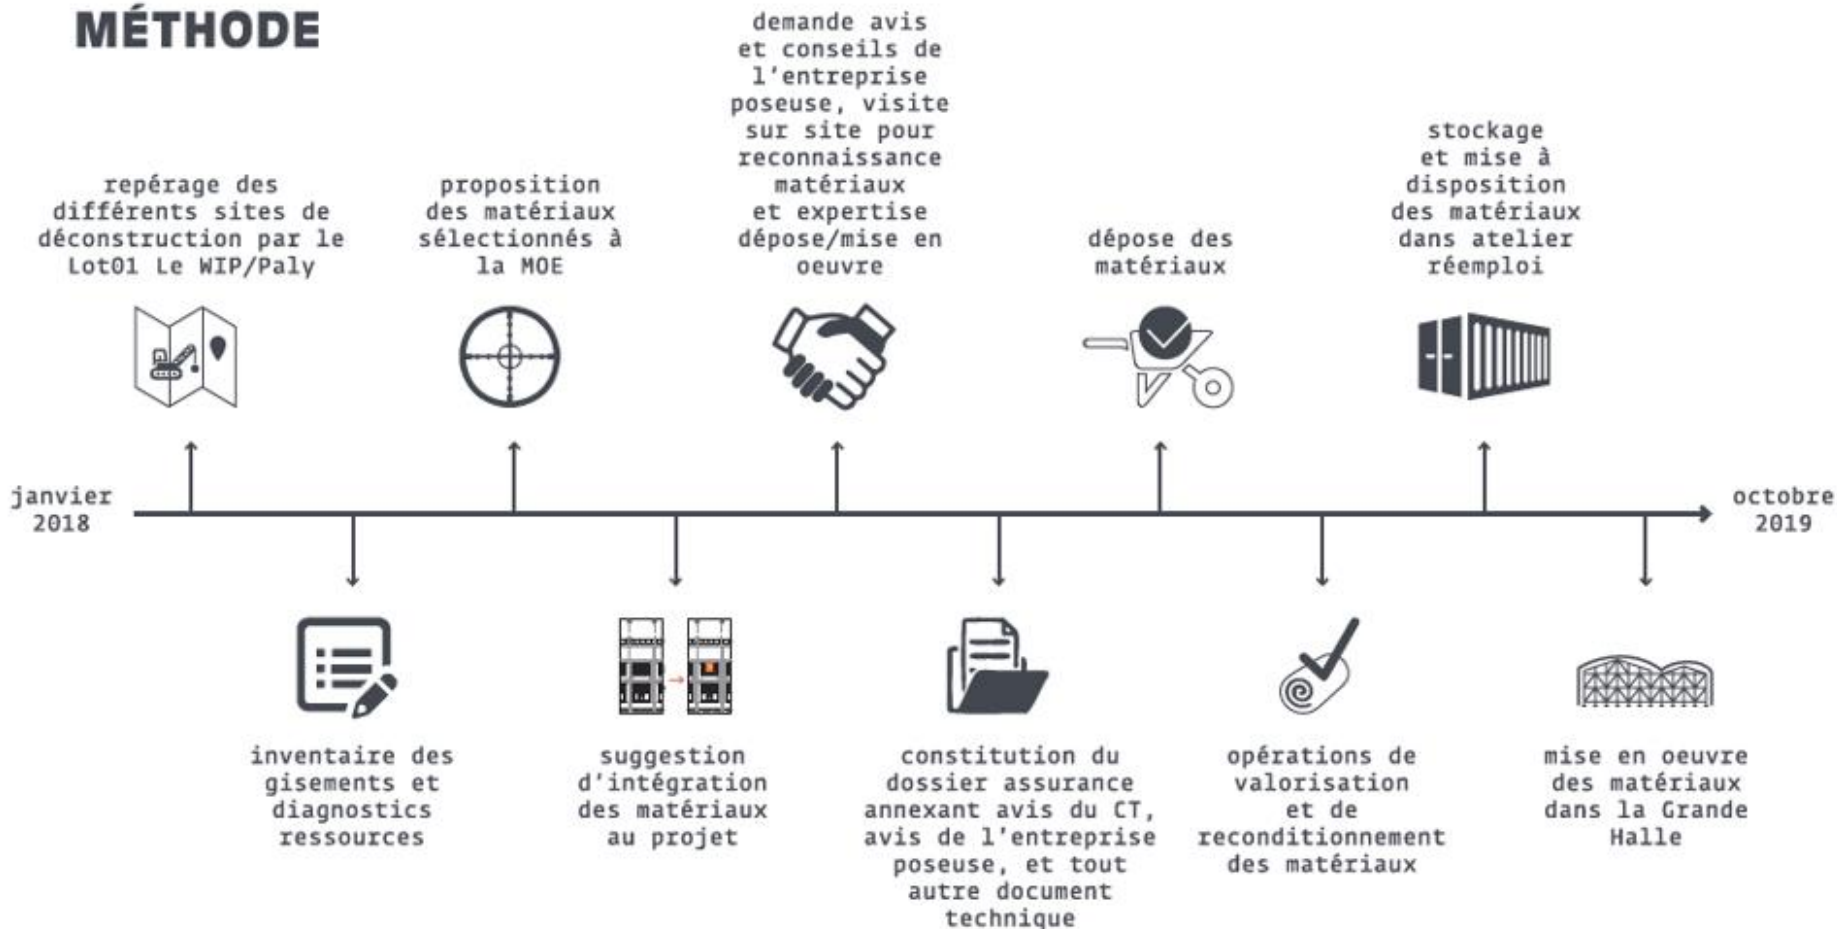 MÉTHODE
janvier
2018
repérage des
différents sites de
déconstruction par le
Lot01 Le WIP/Paly
inventaire des
gisements et
diagnostics
ressources
proposition
des matériaux
sélectionnés à
la MOE
suggestion
d'intégration
des matériaux
au projet
demande avis
et conseils de
l'entreprise
poseuse, visite
sur site pour
reconnaissance
matériaux
et expertise
dépose/mise en
oeuvre
constitution du
dossier assurance
annexant avis du CT,
avis de l'entreprise
poseuse, et tout
autre document
technique
dépose des
matériaux
opérations de
valorisation
et de
reconditionnement
des matériaux
stockage
et mise à
disposition
des matériaux
dans atelier
réemploi
mise en oeuvre
des matériaux
dans la Grande
Halle
octobre
2019